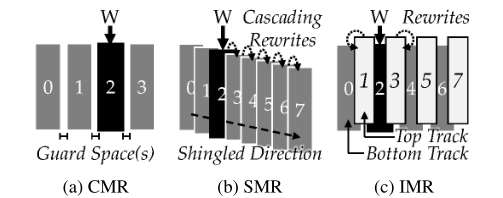 W
0 1 2 3
Guard Space(s)
(a) CMR
W Cascading
Rewrites
0 1 2 3 4 5 6 7
Shingled Direction
(b) SMR
W Rewrites
0 1 2 3 4 5 6 7
Top Track
Bottom Track
(c) IMR